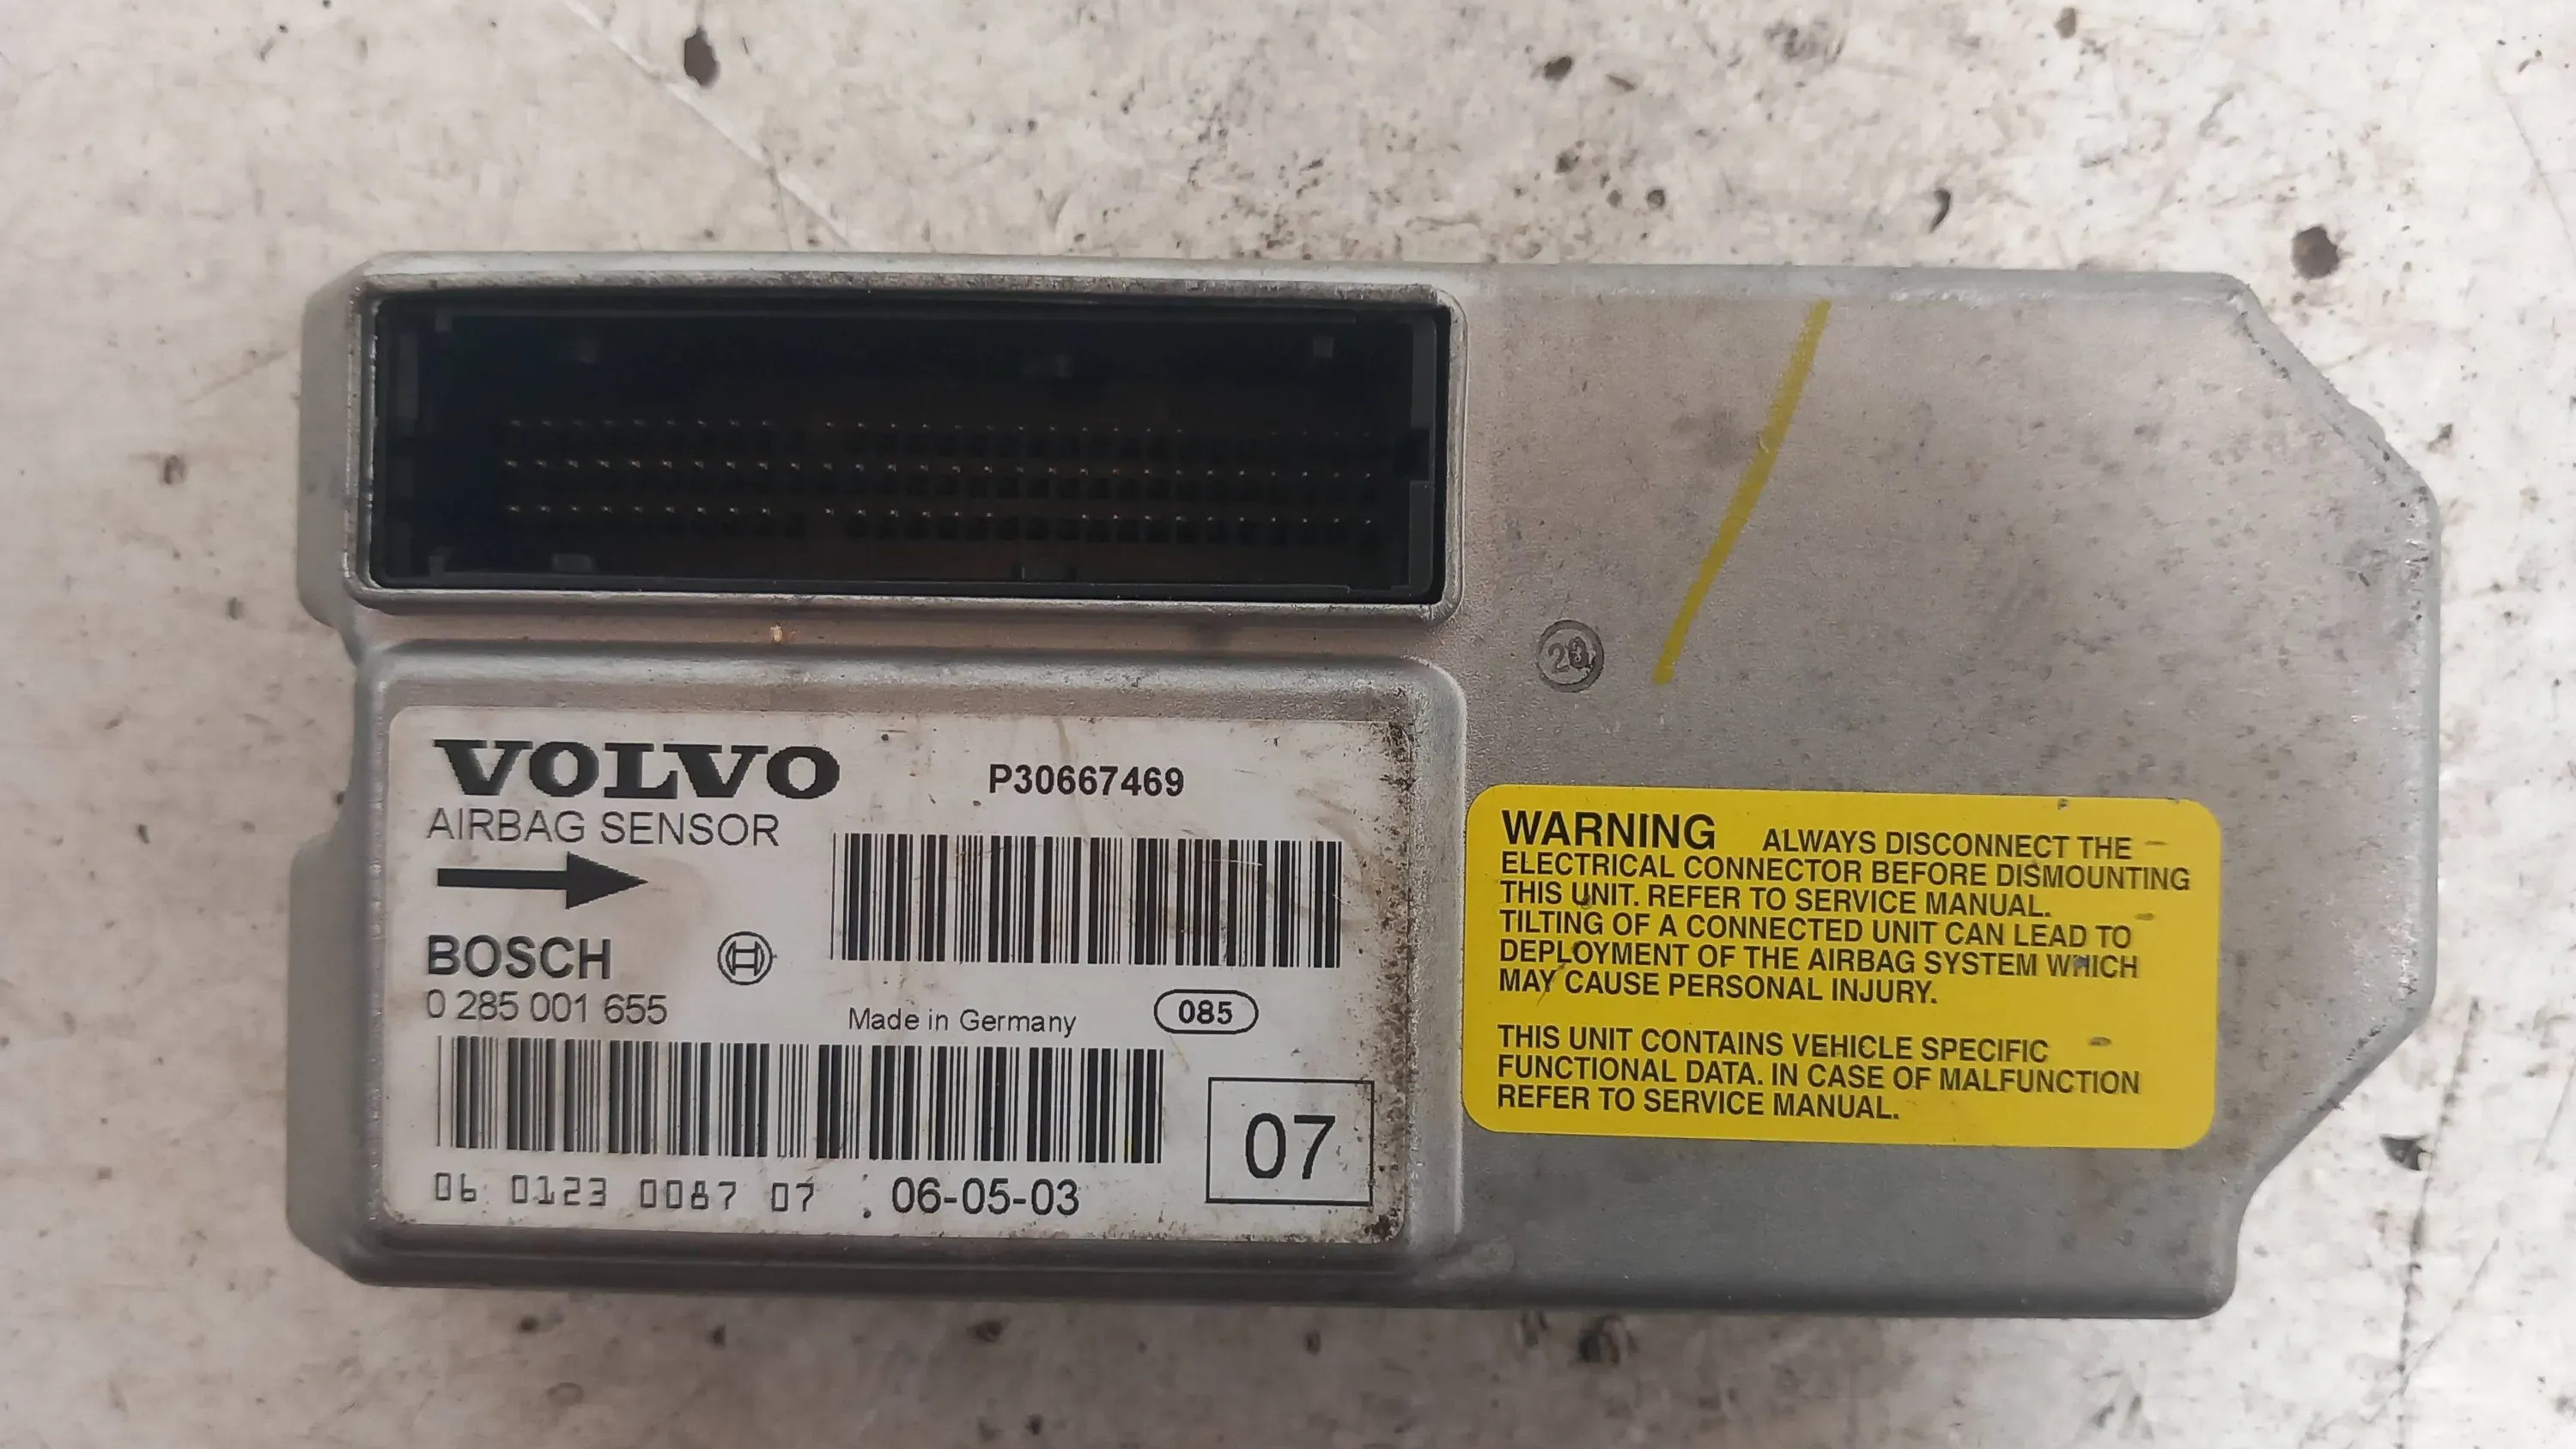 VOLVO
P30667469
AIRBAG SENSOR
BOSCH
0 285 001 655
Made in Germany
085
06 0123 0087 07
06-05-03
07
WARNING ALWAYS DISCONNECT THE
ELECTRICAL CONNECTOR BEFORE DISMOUNTING
THIS UNIT. REFER TO SERVICE MANUAL.
TILTING OF A CONNECTED UNIT CAN LEAD TO
DEPLOYMENT OF THE AIRBAG SYSTEM WHICH
MAY CAUSE PERSONAL INJURY.
THIS UNIT CONTAINS VEHICLE SPECIFIC
FUNCTIONAL DATA. IN CASE OF MALFUNCTION
REFER TO SERVICE MANUAL.